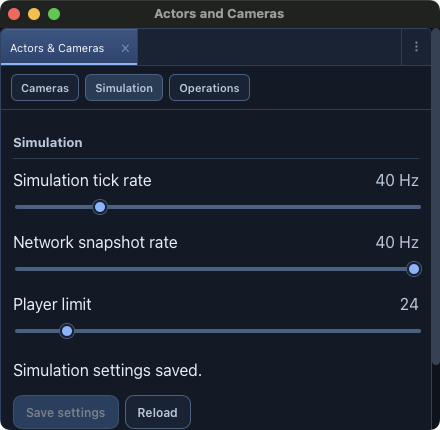 Actors and Cameras
Actors & Cameras
Cameras Simulation Operations
Simulation
Simulation tick rate 40 Hz
Network snapshot rate 40 Hz
Player limit 24
Simulation settings saved.
Save settings Reload